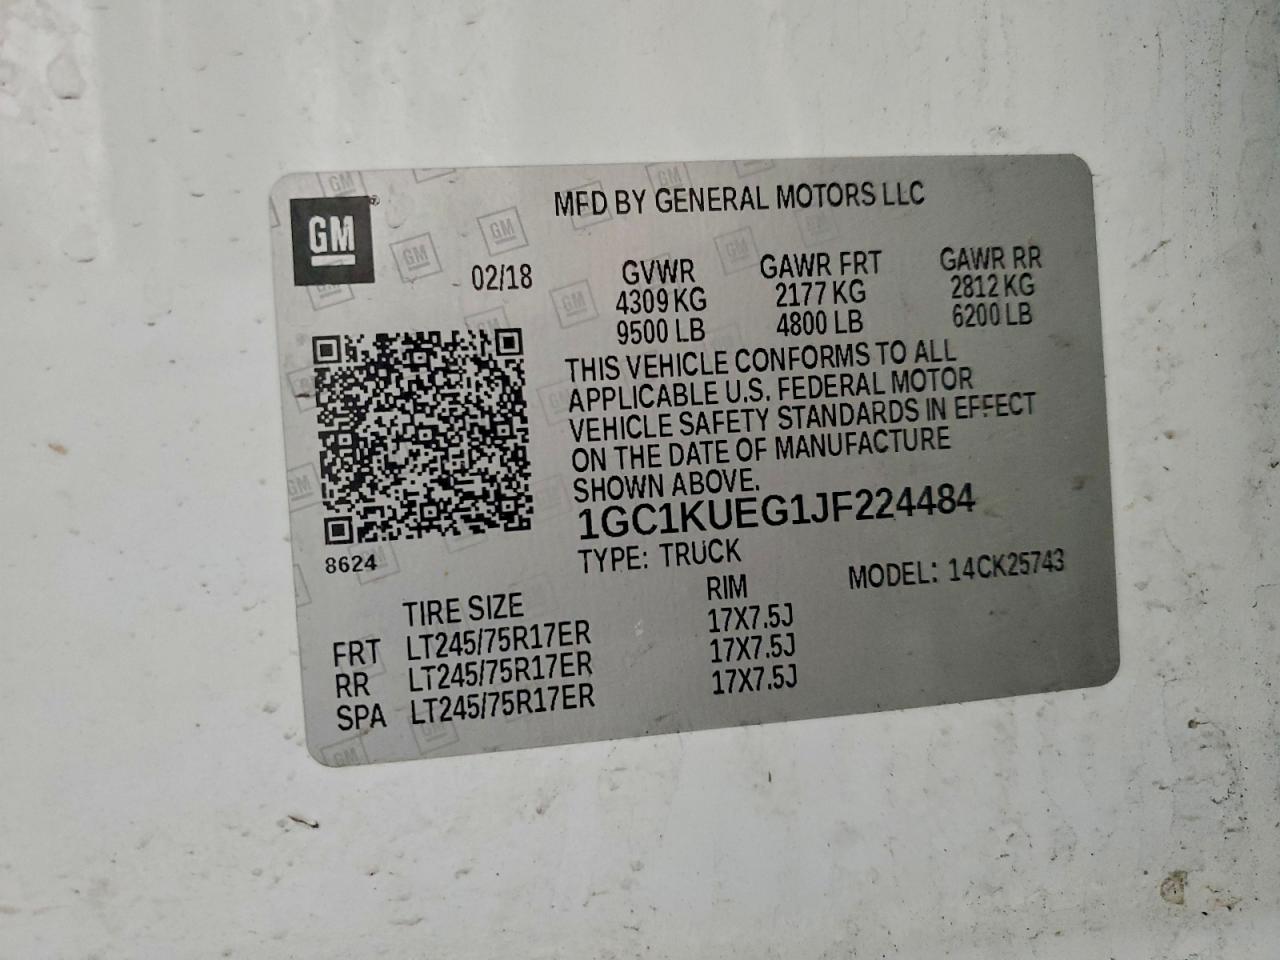 GM
MFD BY GENERAL MOTORS LLC
02/18
GVWR GAWR FRT GAWR RR
4309 KG 2177 KG 2812 KG
9500 LB 4800 LB 6200 LB
THIS VEHICLE CONFORMS TO ALL
APPLICABLE U.S. FEDERAL MOTOR
VEHICLE SAFETY STANDARDS IN EFFECT
ON THE DATE OF MANUFACTURE
SHOWN ABOVE.
1GC1KUEG1JF224484
8624
TYPE: TRUCK MODEL: 14CK25743
TIRE SIZE RIM
FRT LT245/75R17ER 17X7.5J
RR LT245/75R17ER 17X7.5J
SPA LT245/75R17ER 17X7.5J